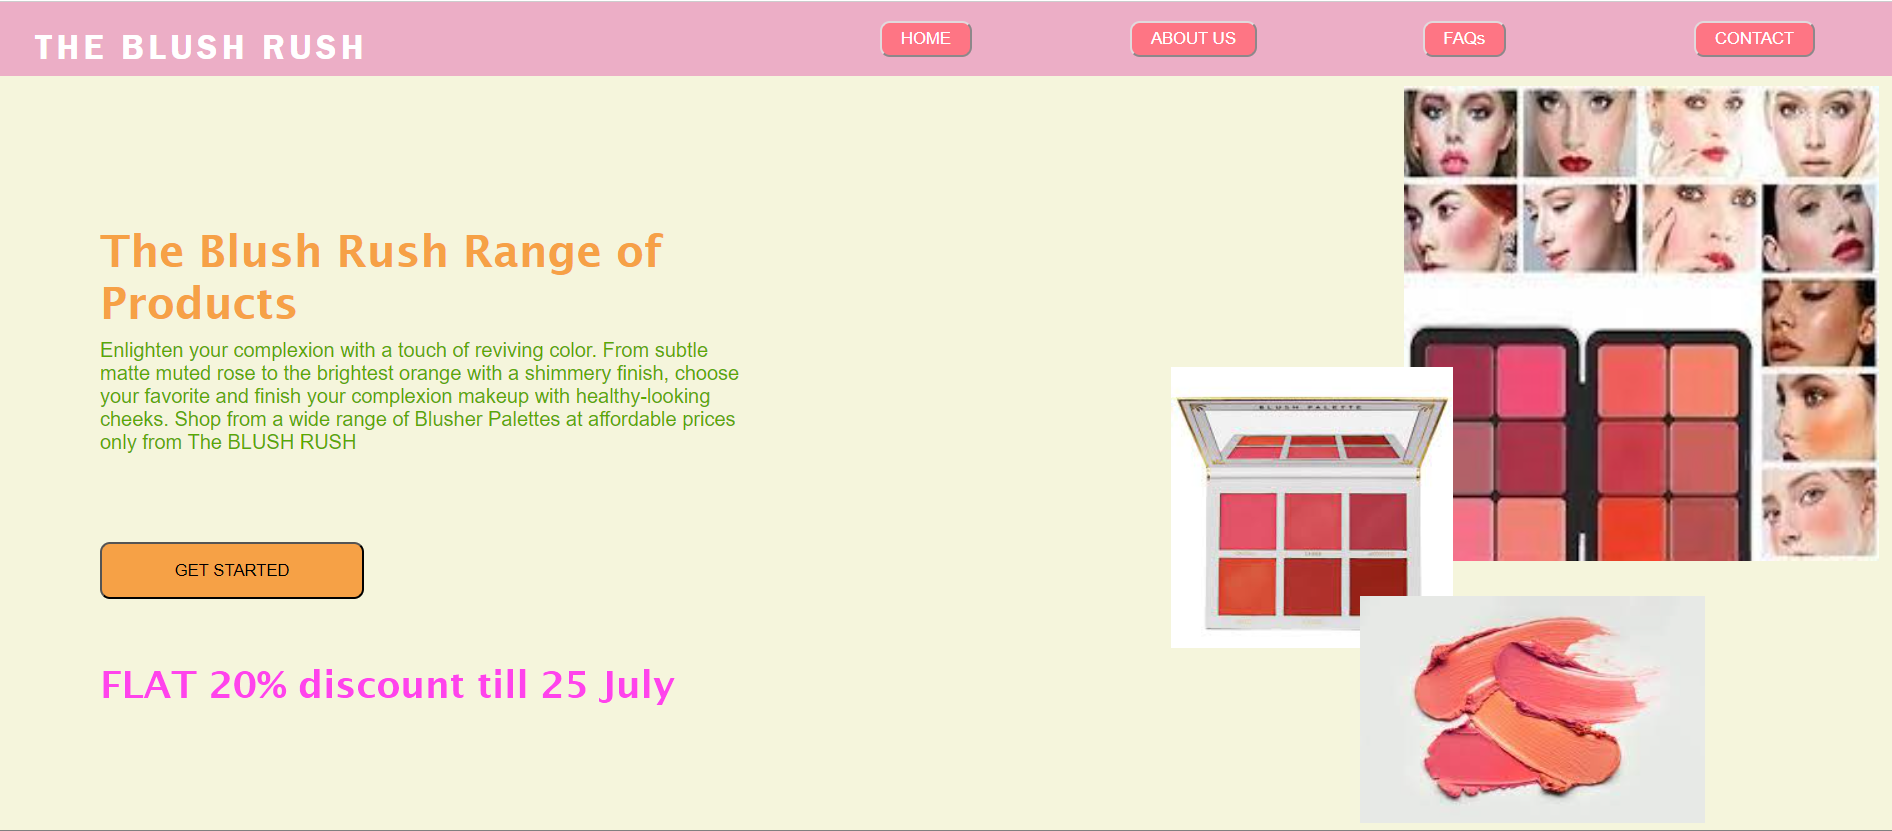 THE BLUSH RUSH
HOME
ABOUT US
FAQs
CONTACT
The Blush Rush Range of
Products
Enlighten your complexion with a touch of reviving color. From subtle
matte muted rose to the brightest orange with a shimmery finish, choose
your favorite and finish your complexion makeup with healthy-looking
cheeks. Shop from a wide range of Blusher Palettes at affordable prices
only from The BLUSH RUSH
BLUSH PALETTE
GET STARTED
FLAT 20% discount till 25 July